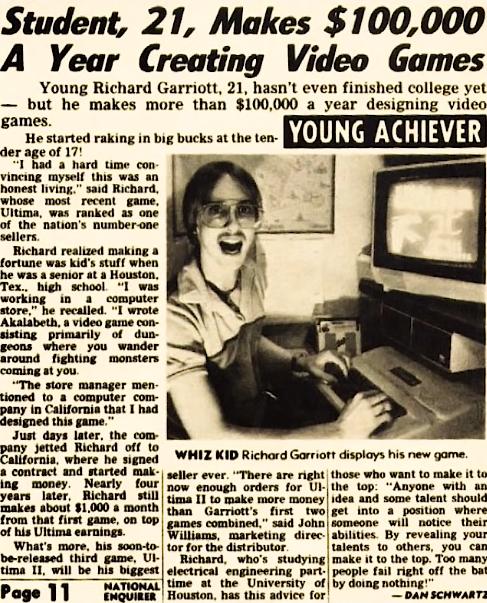 Student, 21, Makes $100,000
A Year Creating Video Games
Young Richard Garriott, 21, hasn't even finished college yet
— but he makes more than $100,000 a year designing video
games.
YOUNG ACHIEVER
He started raking in big bucks at the ten-
der age of 17!
"I had a hard time con-
vincing myself this was an
honest living," said Richard,
whose most recent game,
Ultima, was ranked as one
of the nation's number-one
sellers.
Richard realized making a
fortune was kid's stuff when
he was a senior at a Houston,
Tex., high school. "I was
working in a computer
store," he recalled. "I wrote
Akalabeth, a video game con-
sisting primarily of dun-
geons where you wander
around fighting monsters
coming at you.
"The store manager men-
tioned to a computer com-
pany in California that I had
designed this game."
Just days later, the com-
pany jetted Richard off to
California, where he signed
a contract and started mak-
ing money. Nearly four
years later, Richard still
makes about $1,000 a month
from that first game, on top
of his Ultima earnings.
What's more, his soon-to-
be-released third game, Ul-
tima II, will be his biggest
WHIZ KID Richard Garriott displays his new game.
seller ever. "There are right
now enough orders for Ul-
tima II to make more money
than Garriott's first two
games combined," said John
Williams, marketing direc-
tor for the distributor.
Richard, who's studying
electrical engineering part-
time at the University of
Houston, has this advice for
those who want to make it to
the top: "Anyone with an
idea and some talent should
get into a position where
someone will notice their
abilities. By revealing your
talents to others, you can
make it to the top. Too many
people fail right off the bat
by doing nothing!"
— DAN SCHWARTZ
Page 11
NATIONAL
ENQUIRER